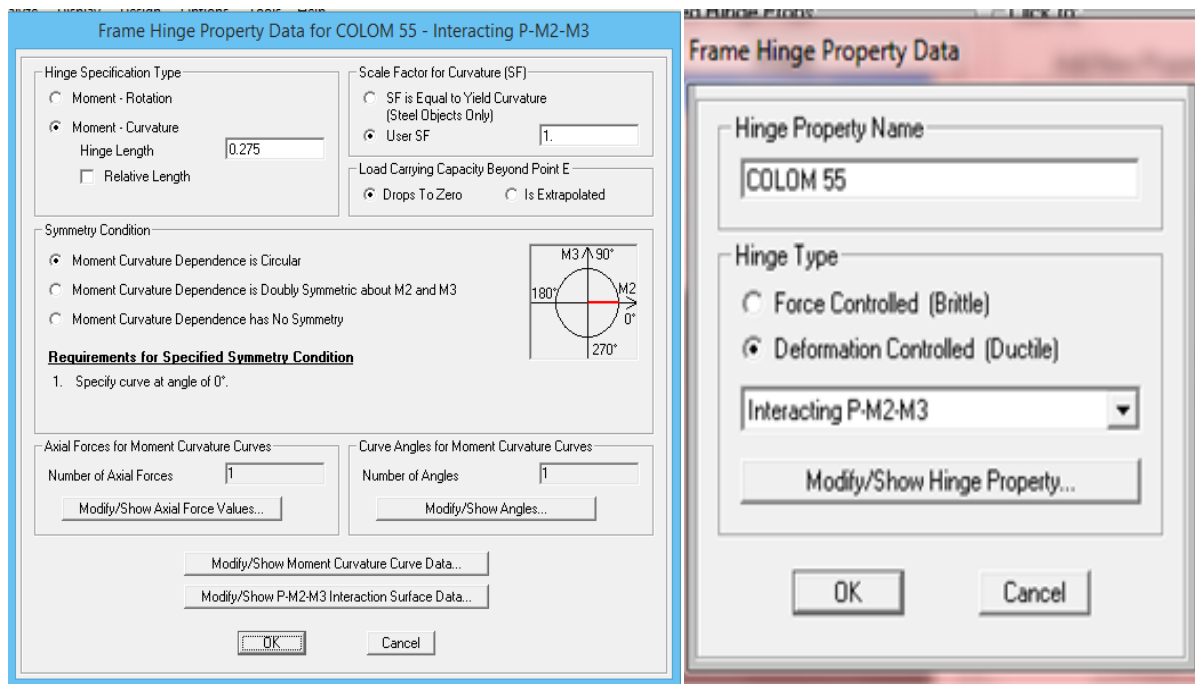 Frame Hinge Property Data for COLOM 55 - Interacting P-M2-M3
Hinge Specification Type
Moment - Rotation
Moment - Curvature
Hinge Length 0.275
Relative Length
Scale Factor for Curvature (SF)
SF is Equal to Yield Curvature
(Steel Objects Only)
User SF 1.
Load Carrying Capacity Beyond Point E
Drops To Zero Is Extrapolated
Symmetry Condition
Moment Curvature Dependence is Circular
Moment Curvature Dependence is Doubly Symmetric about M2 and M3
Moment Curvature Dependence has No Symmetry
Requirements for Specified Symmetry Condition
1. Specify curve at angle of 0°.
M3 90°
180° M2
0°
270°
Axial Forces for Moment Curvature Curves
Number of Axial Forces 1
Modify/Show Axial Force Values...
Curve Angles for Moment Curvature Curves
Number of Angles 1
Modify/Show Angles...
Modify/Show Moment Curvature Curve Data...
Modify/Show P-M2-M3 Interaction Surface Data...
OK Cancel
Frame Hinge Property Data
Hinge Property Name
COLOM 55
Hinge Type
Force Controlled (Brittle)
Deformation Controlled (Ductile)
Interacting P-M2-M3
Modify/Show Hinge Property...
OK Cancel